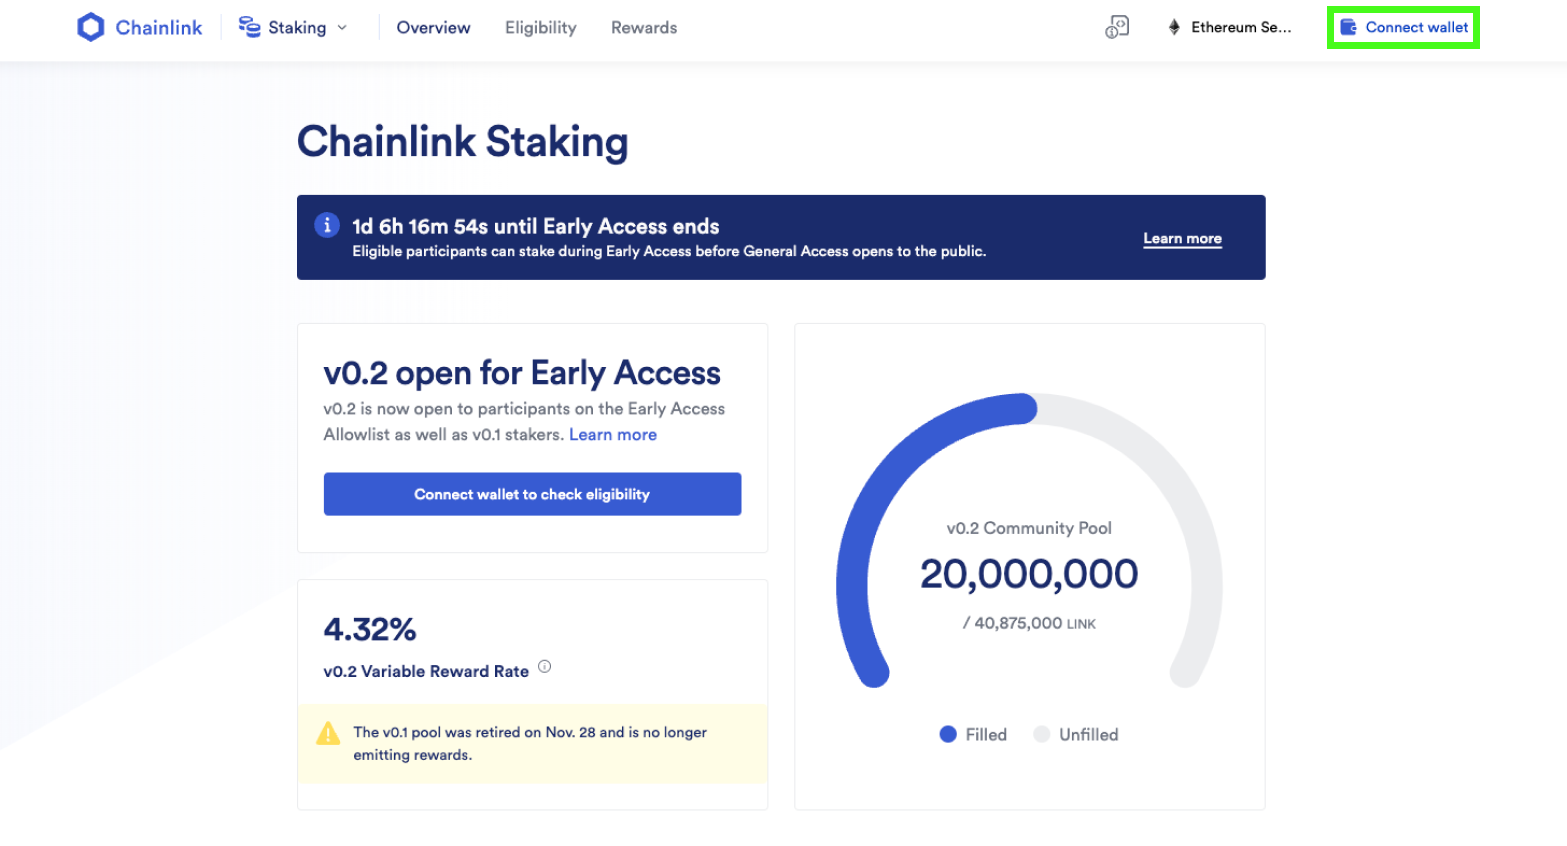 Chainlink
Staking
Overview
Eligibility
Rewards
Ethereum Se...
Connect wallet
Chainlink Staking
1d 6h 16m 54s until Early Access ends
Eligible participants can stake during Early Access before General Access opens to the public.
Learn more
v0.2 open for Early Access
v0.2 is now open to participants on the Early Access
Allowlist as well as v0.1 stakers. Learn more
Connect wallet to check eligibility
4.32%
v0.2 Variable Reward Rate
The v0.1 pool was retired on Nov. 28 and is no longer
emitting rewards.
v0.2 Community Pool
20,000,000
/ 40,875,000 LINK
Filled
Unfilled